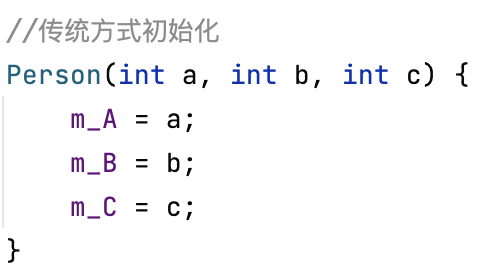 //传统方式初始化
Person(int a, int b, int c) {
    m_A = a;
    m_B = b;
    m_C = c;
}